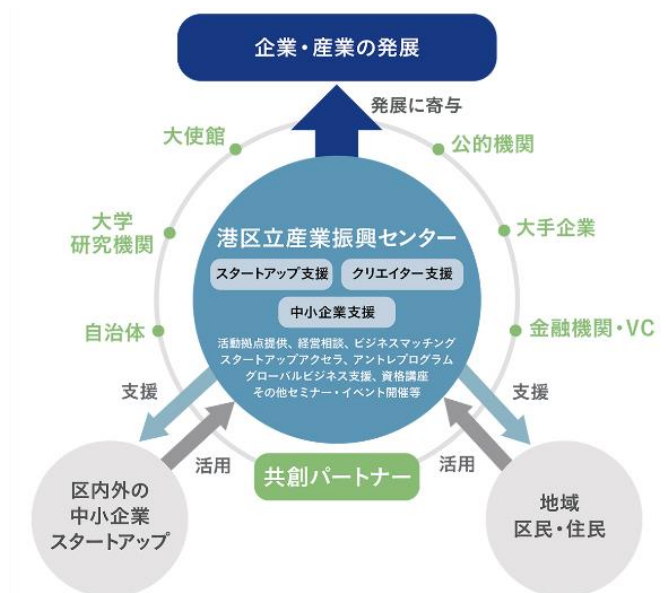 企業・産業の発展
発展に寄与
大使館
公的機関
大学
研究機関
大手企業
自治体
金融機関・VC
港区立産業振興センター
スタートアップ支援
クリエイター支援
中小企業支援
活動拠点提供、経営相談、ビジネスマッチング
スタートアップアクセラ、アントレプログラム
グローバルビジネス支援、資格講座
その他セミナー・イベント開催等
支援
支援
活用
活用
共創パートナー
区内外の
中小企業
スタートアップ
地域
区民・住民